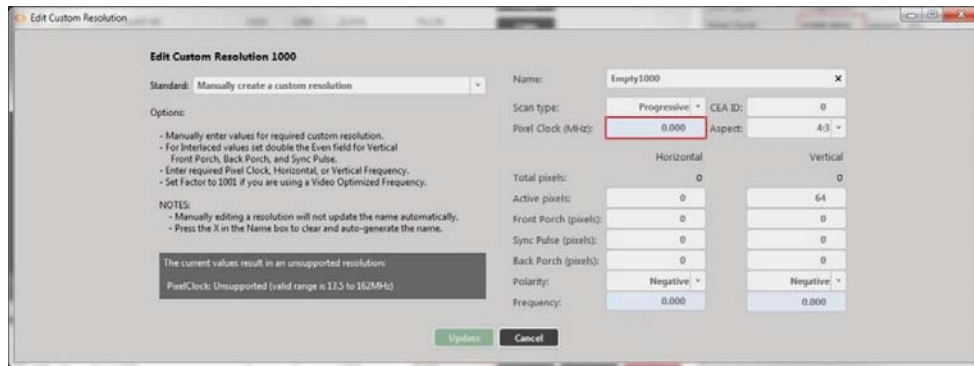 Edit Custom Resolution
Edit Custom Resolution 1000
Standard: Manually create a custom resolution
Options:
- Manually enter values for required custom resolution.
- For Interlaced values set double the Even field for Vertical
Front Porch, Back Porch, and Sync Pulse.
- Enter required Pixel Clock, Horizontal, or Vertical Frequency.
- Set Factor to 1001 if you are using a Video Optimized Frequency.
NOTES:
- Manually editing a resolution will not update the name automatically.
- Press the X in the Name box to clear and auto-generate the name.
The current values result in an unsupported resolution:
PixelClock: Unsupported (valid range is 13.5 to 162MHz)
Name: Empty1000 x
Scan type: Progressive CEA ID: 0
Pixel Clock (MHz): 0.000 Aspect: 4:3
Horizontal Vertical
Total pixels: 0 0
Active pixels: 0 64
Front Porch (pixels): 0 0
Sync Pulse (pixels): 0 0
Back Porch (pixels): 0 0
Polarity: Negative Negative
Frequency: 0.000 0.000
Update Cancel